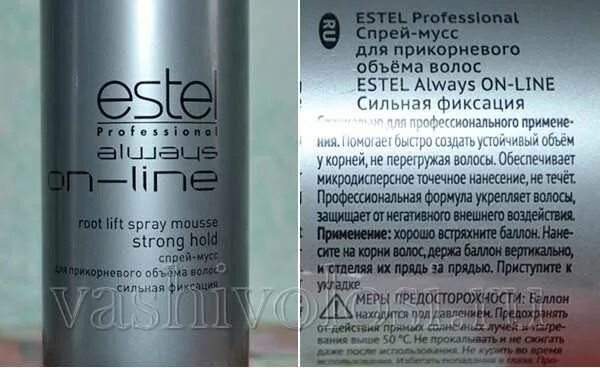 estel
Professional
always
on-line
root lift spray mousse
strong hold
спрей-мусс
для прикорневого объёма волос
сильная фиксация
RU
ESTEL Professional
Спрей-мусс
для прикорневого
объёма волос
ESTEL Always ON-LINE
Сильная фиксация
Специально для профессионального примене-
ния. Помогает быстро создать устойчивый объём
у корней, не перегружая волосы. Обеспечивает
микродисперсное точечное нанесение, не течёт.
Профессиональная формула укрепляет волосы,
защищает от негативного внешнего воздействия.
Применение: хорошо встряхните баллон. Нане-
сите на корни волос, держа баллон вертикально,
и отделяя их прядь за прядью. Приступите к
укладке.
МЕРЫ ПРЕДОСТОРОЖНОСТИ: Баллон
находится под давлением. Предохранять
от действия прямых солнечных лучей и нагре-
вания выше 50 °C. Не прокалывать и не сжигать
даже после использования. Не курить во время
использования. Избегать попадания в глаза.